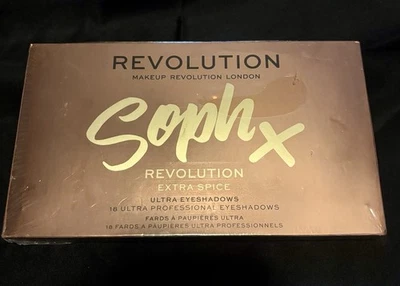 REVOLUTION
MAKEUP REVOLUTION LONDON
Soph X
REVOLUTION
EXTRA SPICE
ULTRA EYESHADOWS
18 ULTRA PROFESSIONAL EYESHADOWS
FARDS À PAUPIÈRES ULTRA
18 FARDS À PAUPIÈRES ULTRA PROFESSIONNELS